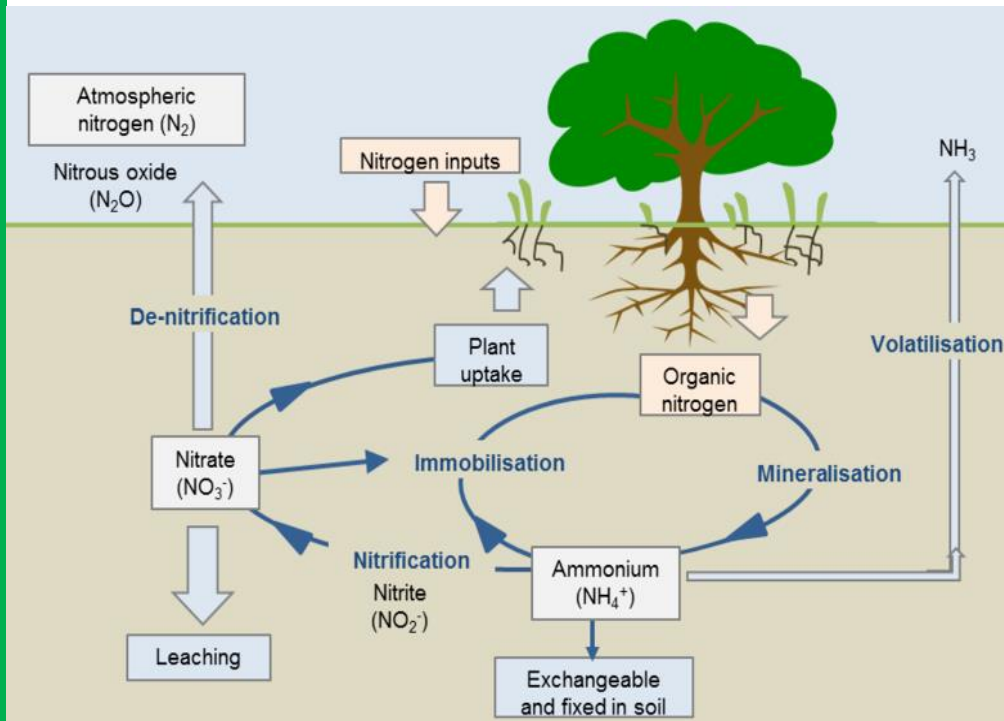 Atmospheric
nitrogen (N₂)
Nitrous oxide
(N₂O)
Nitrogen inputs
NH₃
De-nitrification
Plant
uptake
Organic
nitrogen
Volatilisation
Nitrate
(NO₃⁻)
Immobilisation
Mineralisation
Nitrification
Nitrite
(NO₂⁻)
Ammonium
(NH₄⁺)
Leaching
Exchangeable
and fixed in soil